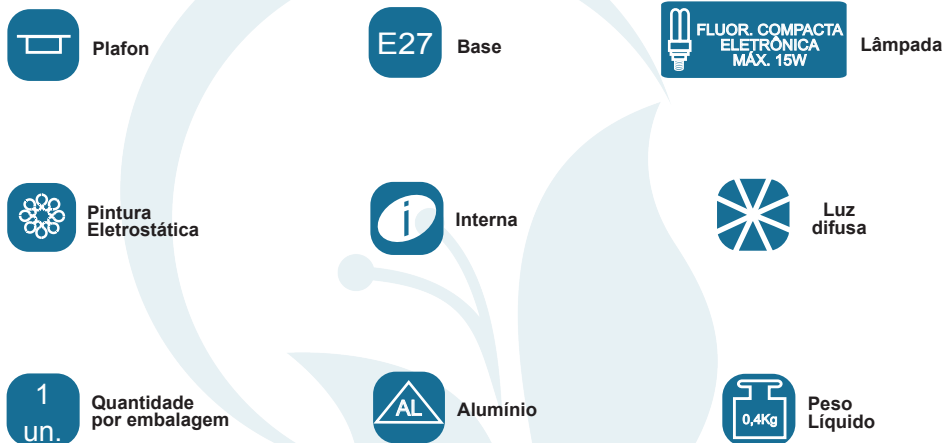 Plafon
E27
Base
FLUOR. COMPACTA
ELETRÔNICA
MÁX. 15W
Lâmpada
Pintura
Eletrostática
i
Interna
Luz
difusa
1
un.
Quantidade
por embalagem
AL
Alumínio
0,4Kg
Peso
Líquido